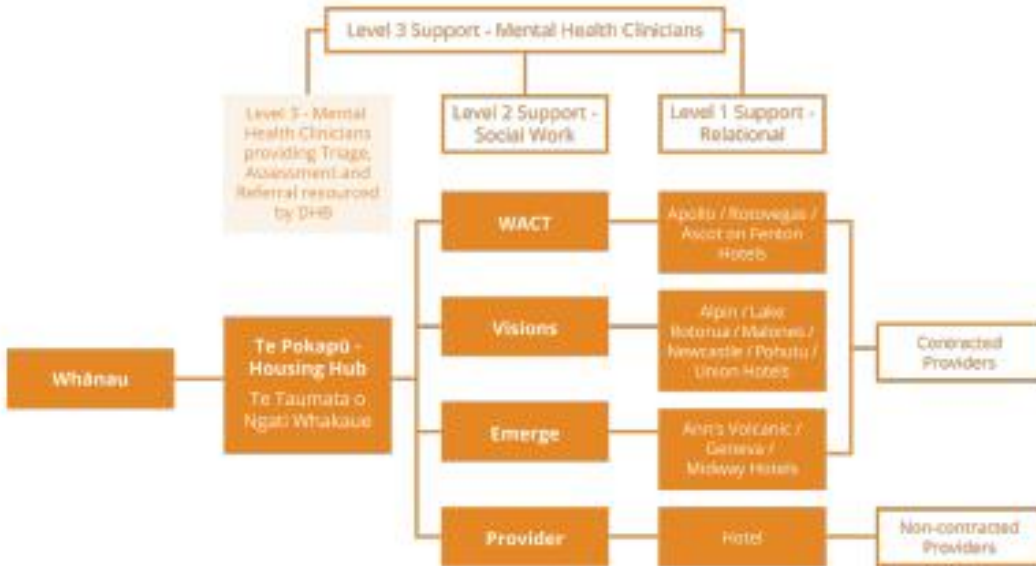 Level 3 Support - Mental Health Clinicians
Level 3 - Mental
Health Clinicians
providing Triage,
Assessment and
Referral resourced
by DHB
Level 2 Support -
Social Work
Level 1 Support -
Relational
WACT
Apollo / Rotovegas /
Ascot on Fenton
Hotels
Visions
Alpin / Lake
Rotorua / Malones /
Newcastle / Pohutu /
Union Hotels
Contracted
Providers
Whānau
Te Pokapū -
Housing Hub
Te Taumata o
Ngati Whakaue
Emerge
Ann's Volcanic /
Geneva /
Midway Hotels
Provider
Hotel
Non-contracted
Providers